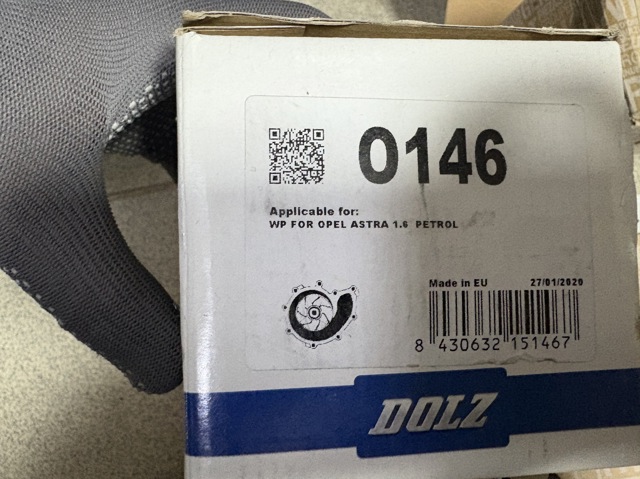 O146
Applicable for:
WP FOR OPEL ASTRA 1.6 PETROL
Made in EU 27/01/2020
8 430632 151467
DOLZ